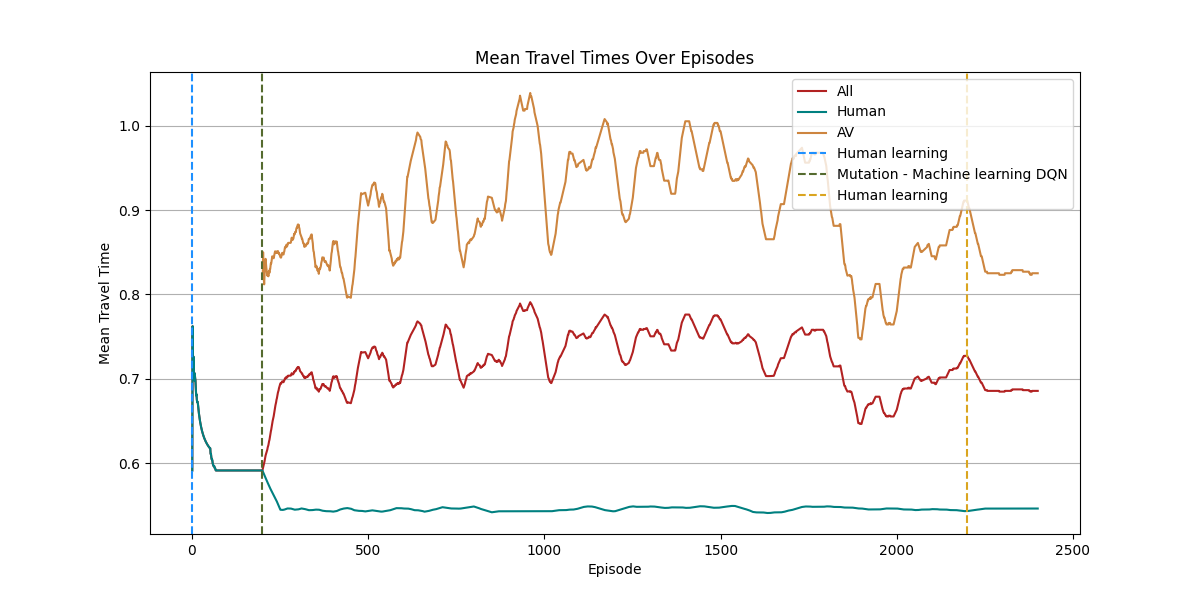 Mean Travel Times Over Episodes
All
Human
AV
Human learning
Mutation - Machine learning DQN
Human learning
Mean Travel Time
1.0
0.9
0.8
0.7
0.6
0
500
1000
1500
2000
2500
Episode